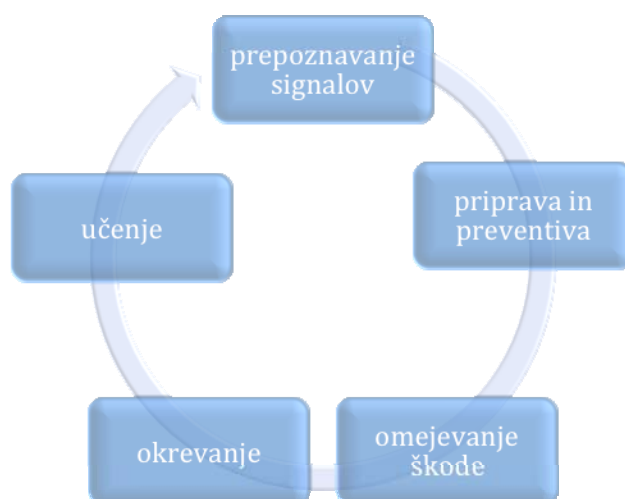 prepoznavanje
signalov
priprava in
preventiva
omejevanje
škode
okrevanje
učenje